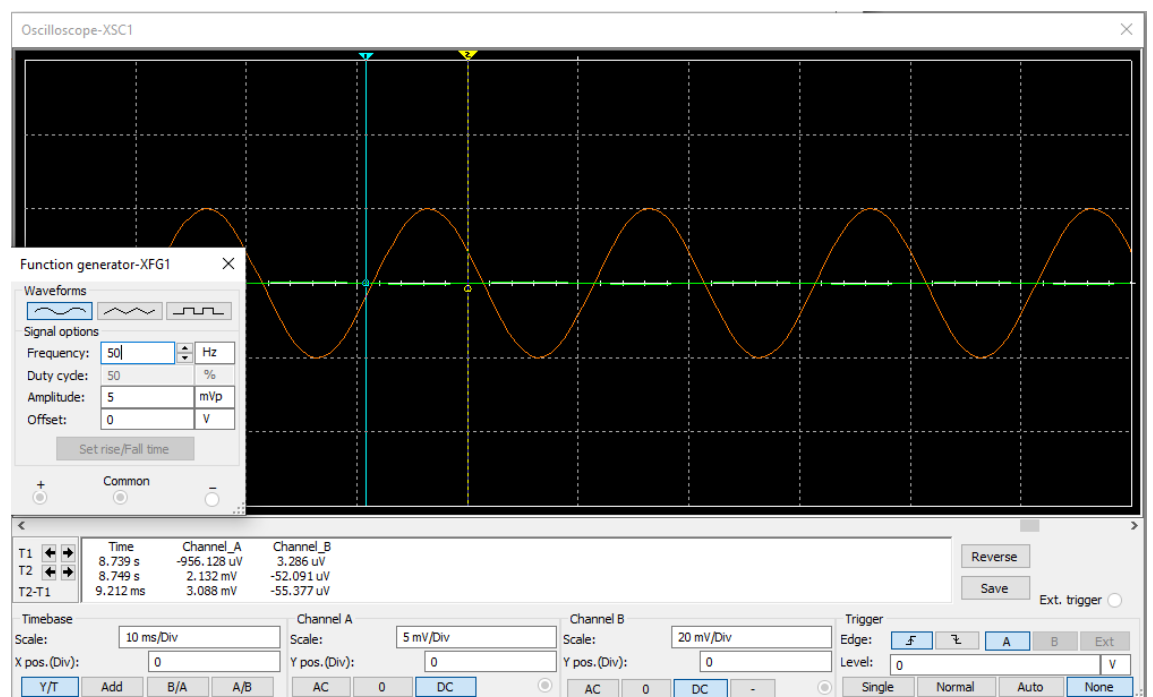 Oscilloscope-XSC1
1 2
Function generator-XFG1
Waveforms
Signal options
Frequency: 50 Hz
Duty cycle: 50 %
Amplitude: 5 mVp
Offset: 0 V
Set rise/Fall time
+ Common −
Time Channel_A Channel_B
T1 8.739 s -956.128 uV 3.286 uV
T2 8.749 s 2.132 mV -52.091 uV
T2-T1 9.212 ms 3.088 mV -55.377 uV
Reverse
Save
Ext. trigger
Timebase Channel A Channel B Trigger
Scale: 10 ms/Div Scale: 5 mV/Div Scale: 20 mV/Div Edge: A B Ext
X pos.(Div): 0 Y pos.(Div): 0 Y pos.(Div): 0 Level: 0 V
Y/T Add B/A A/B AC 0 DC AC 0 DC - Single Normal Auto None